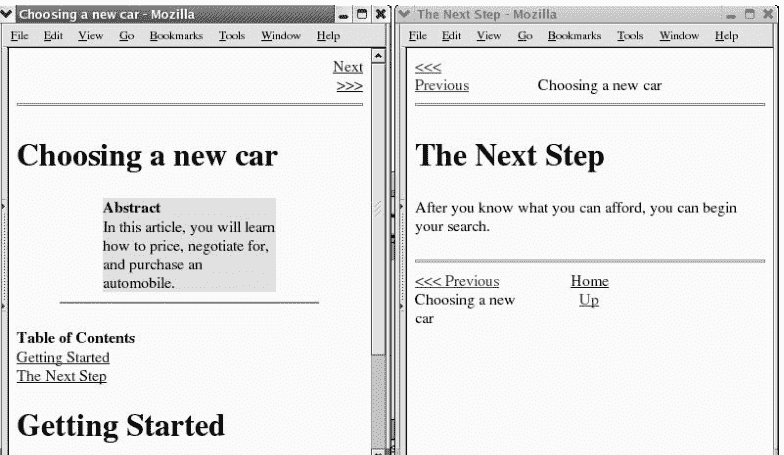 Choosing a new car - Mozilla
File Edit View Go Bookmarks Tools Window Help
Next
>>>
Choosing a new car
Abstract
In this article, you will learn
how to price, negotiate for,
and purchase an
automobile.
Table of Contents
Getting Started
The Next Step
Getting Started
The Next Step - Mozilla
File Edit View Go Bookmarks Tools Window Help
<<<
Previous Choosing a new car
The Next Step
After you know what you can afford, you can begin
your search.
<<< Previous Home
Choosing a new Up
car